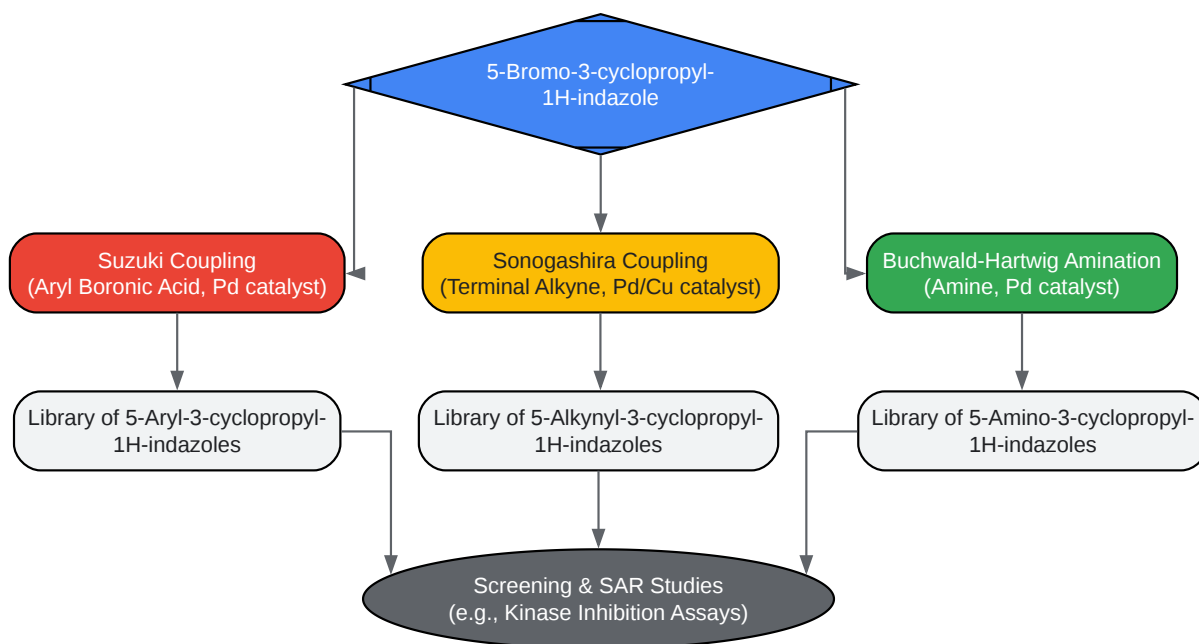 5-Bromo-3-cyclopropyl-
1H-indazole
Suzuki Coupling
(Aryl Boronic Acid, Pd catalyst)
Sonogashira Coupling
(Terminal Alkyne, Pd/Cu catalyst)
Buchwald-Hartwig Amination
(Amine, Pd catalyst)
Library of 5-Aryl-3-cyclopropyl-
1H-indazoles
Library of 5-Alkynyl-3-cyclopropyl-
1H-indazoles
Library of 5-Amino-3-cyclopropyl-
1H-indazoles
Screening & SAR Studies
(e.g., Kinase Inhibition Assays)